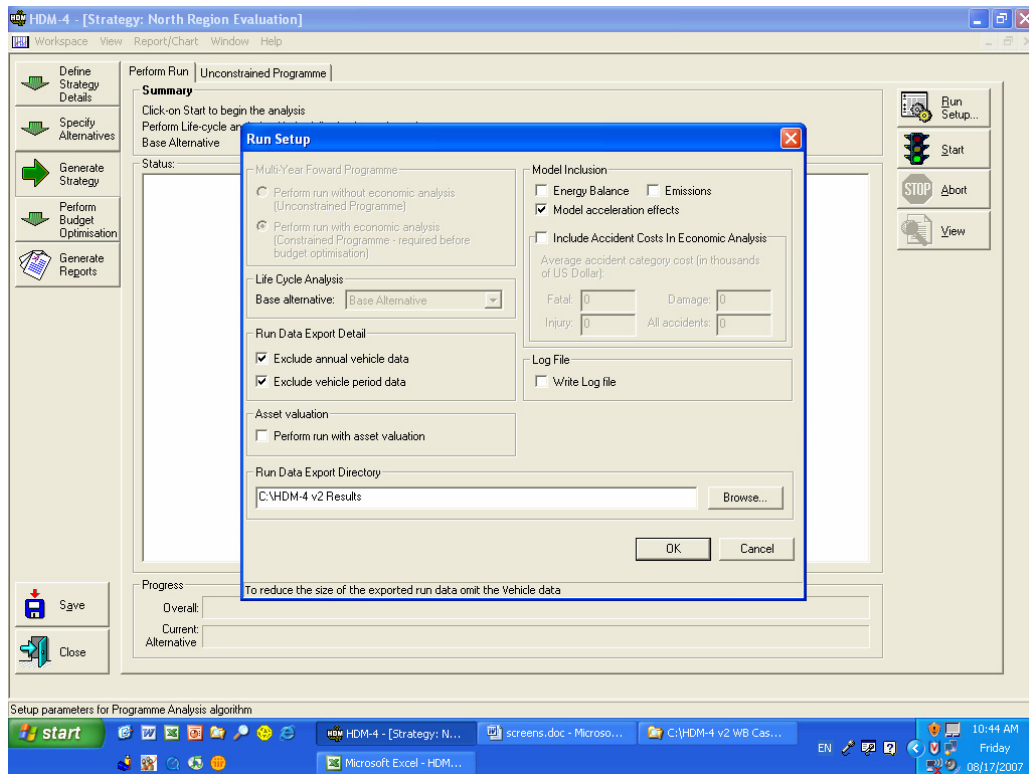 HDM-4 - [Strategy: North Region Evaluation]
Workspace View Report/Chart Window Help
Define
Strategy
Details
Specify
Alternatives
Generate
Strategy
Perform
Budget
Optimisation
Generate
Reports
Save
Close
Perform Run
Unconstrained Programme
Summary
Click-on Start to begin the analysis
Perform Life-cycle
Base Alternative
Status:
Run Setup
Multi-Year Foward Programme
Perform run without economic analysis
(Unconstrained Programme)
Perform run with economic analysis
(Constrained Programme - required before
budget optimisation)
Life Cycle Analysis
Base alternative: Base Alternative
Run Data Export Detail
Exclude annual vehicle data
Exclude vehicle period data
Asset valuation
Perform run with asset valuation
Model Inclusion
Energy Balance Emissions
Model acceleration effects
Include Accident Costs In Economic Analysis
Average accident category cost (in thousands
of US Dollar):
Fatal: 0 Damage: 0
Injury: 0 All accidents: 0
Log File
Write Log file
Run Data Export Directory
C:\HDM-4 v2 Results
Browse...
OK Cancel
To reduce the size of the exported run data omit the Vehicle data
Run
Setup...
Start
STOP Abort
View
Progress
Overall:
Current:
Alternative
Setup parameters for Programme Analysis algorithm
start
HDM HDM-4 - [Strategy: N...
screens.doc - Microso...
C:\HDM-4 v2 WB Cas...
Microsoft Excel - HDM...
EN
10:44 AM
Friday
08/17/2007